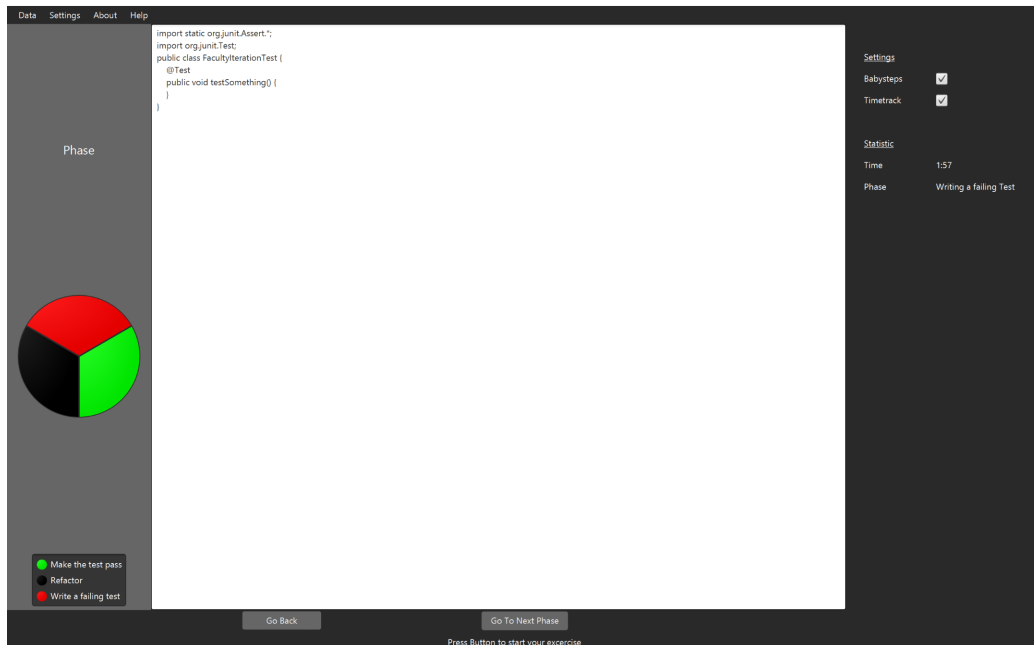 Data Settings About Help
import static org.junit.Assert.*;
import org.junit.Test;
public class FacultyIterationTest {
@Test
public void testSomething() {
}
}
Phase
Make the test pass
Refactor
Write a failing test
Settings
Babysteps
Timetrack
Statistic
Time 1:57
Phase Writing a failing Test
Go Back Go To Next Phase
Press Button to start your excercise